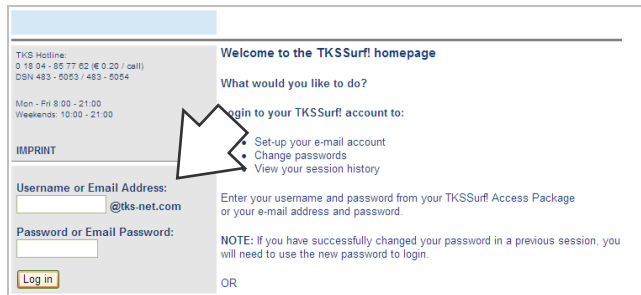 TKS Hotline:
0 18 04 - 85 77 62 (€ 0.20 / call)
DSN 483 - 6053 / 483 - 6054
Mon - Fri 8:00 - 21:00
Weekends: 10:00 - 21:00
IMPRINT
Username or Email Address:
@tks-net.com
Password or Email Password:
Log in
Welcome to the TKSSurf! homepage
What would you like to do?
Login to your TKSSurf! account to:
• Set-up your e-mail account
• Change passwords
• View your session history
Enter your username and password from your TKSSurf! Access Package
or your e-mail address and password.
NOTE: If you have successfully changed your password in a previous session, you
will need to use the new password to login.
OR